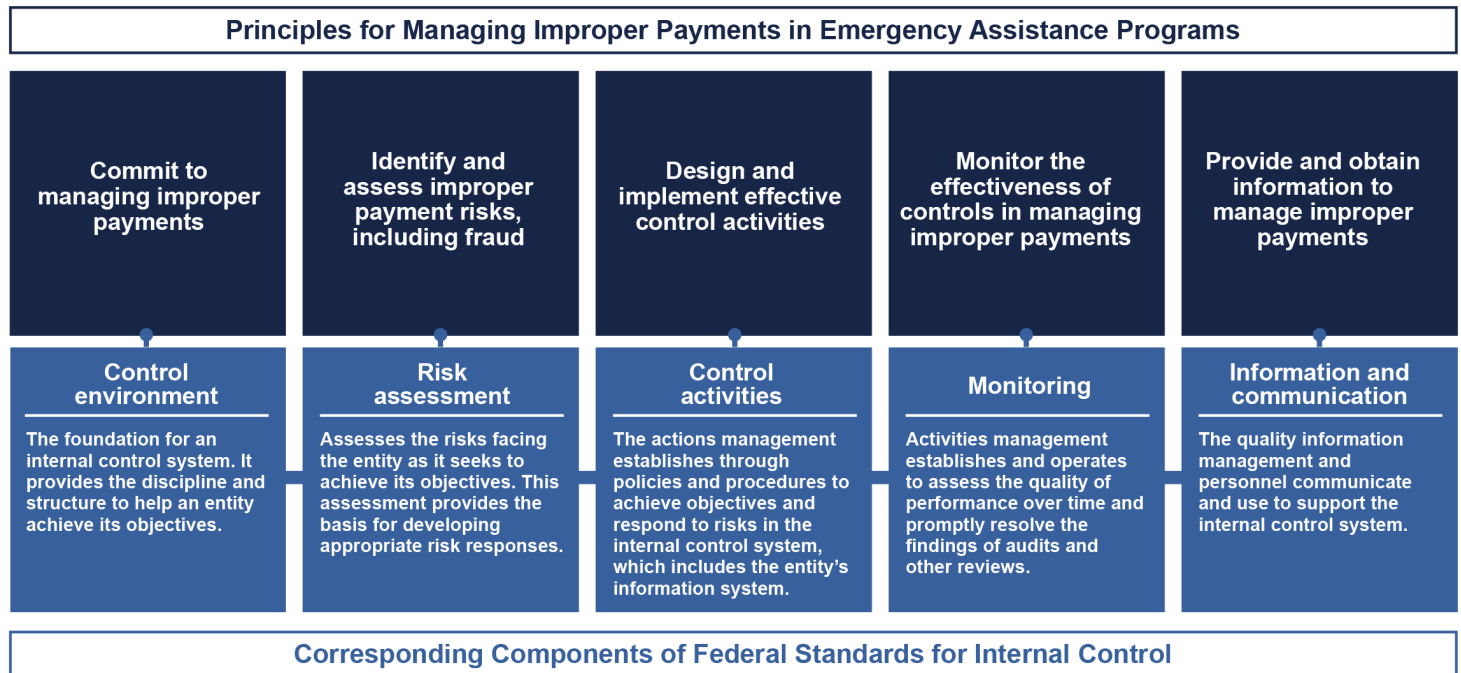 Principles for Managing Improper Payments in Emergency Assistance Programs
Commit to
managing improper
payments
Identify and
assess improper
payment risks,
including fraud
Design and
implement effective
control activities
Monitor the
effectiveness of
controls in managing
improper payments
Provide and obtain
information to
manage improper
payments
Control
environment
The foundation for an
internal control system. It
provides the discipline and
structure to help an entity
achieve its objectives.
Risk
assessment
Assesses the risks facing
the entity as it seeks to
achieve its objectives. This
assessment provides the
basis for developing
appropriate risk responses.
Control
activities
The actions management
establishes through
policies and procedures to
achieve objectives and
respond to risks in the
internal control system,
which includes the entity’s
information system.
Monitoring
Activities management
establishes and operates
to assess the quality of
performance over time and
promptly resolve the
findings of audits and
other reviews.
Information and
communication
The quality information
management and
personnel communicate
and use to support the
internal control system.
Corresponding Components of Federal Standards for Internal Control